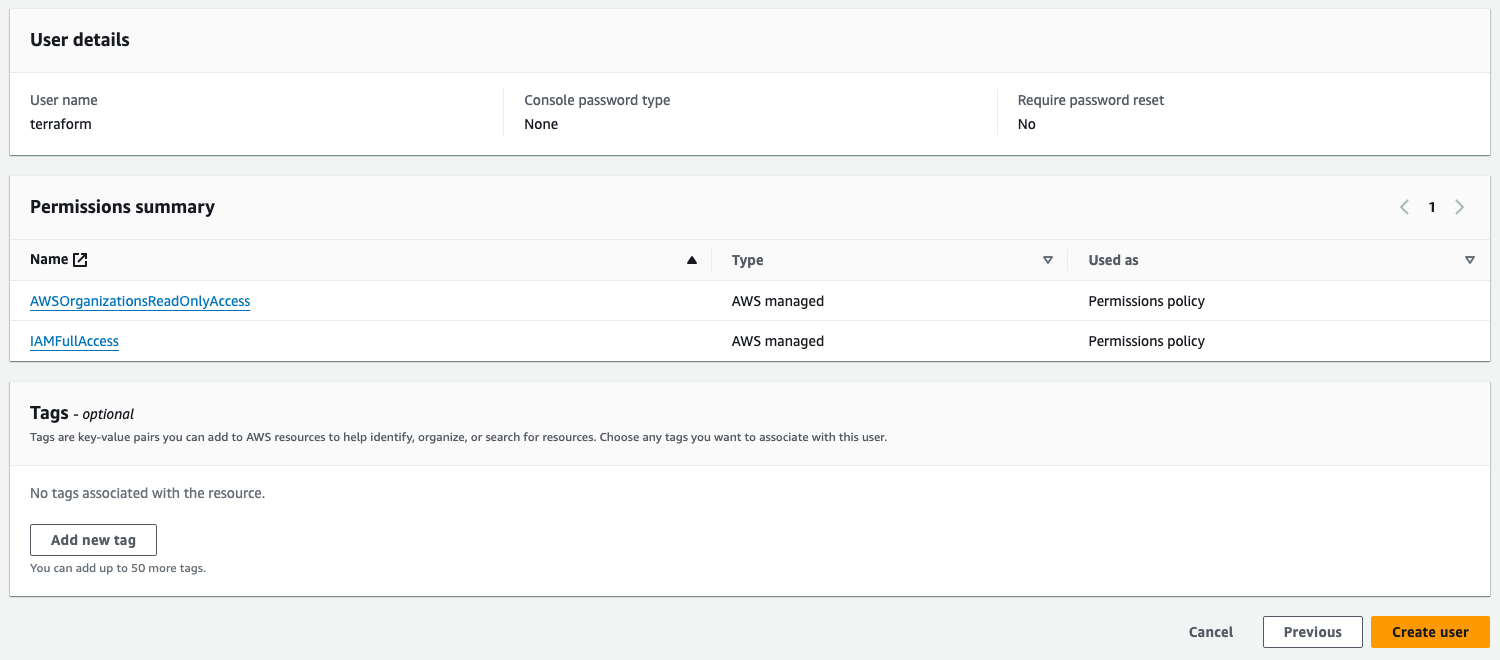 User details
User name
Console password type
Require password reset
terraform
None
No
Permissions summary
1
Name
Type
Used as
AWSOrganizationsReadOnlyAccess
AWS managed
Permissions policy
IAMFullAccess
AWS managed
Permissions policy
Tags - optional
Tags are key-value pairs you can add to AWS resources to help identify, organize, or search for resources. Choose any tags you want to associate with this user.
No tags associated with the resource.
Add new tag
You can add up to 50 more tags.
Cancel
Previous
Create user